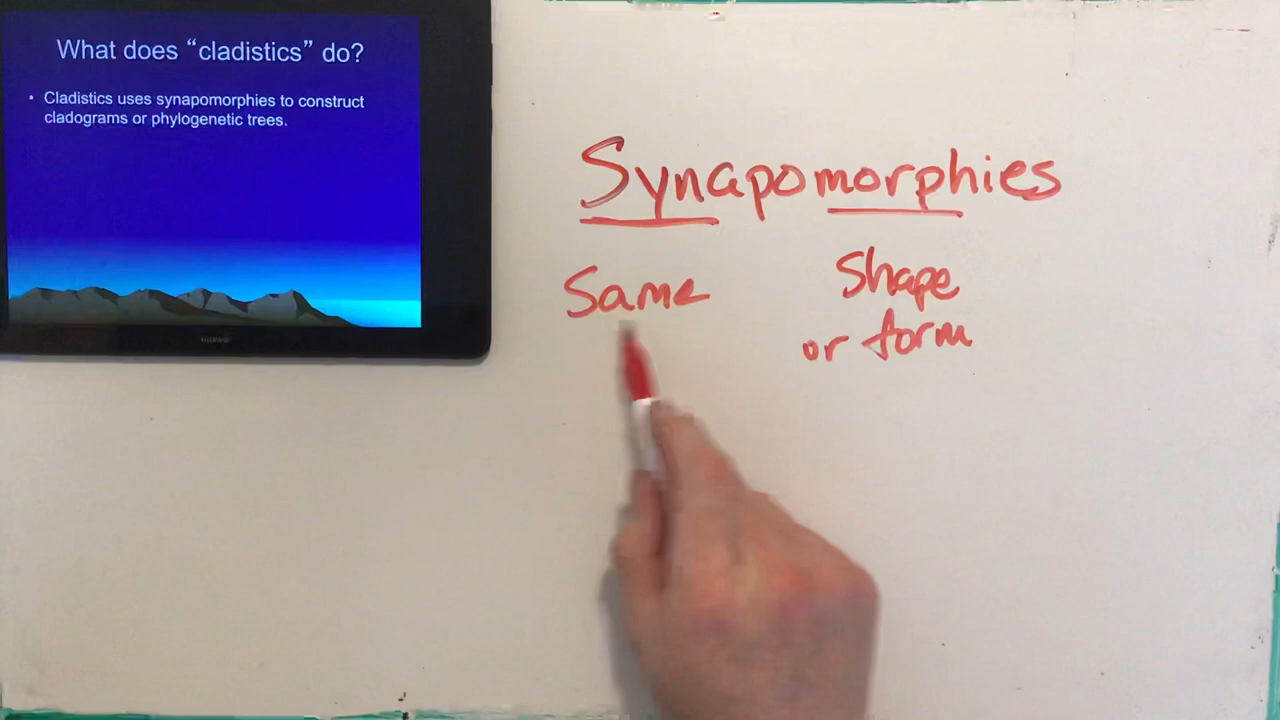 What does “cladistics” do?
• Cladistics uses synapomorphies to construct
cladograms or phylogenetic trees.
Synapomorphies
Same
Shape
or form